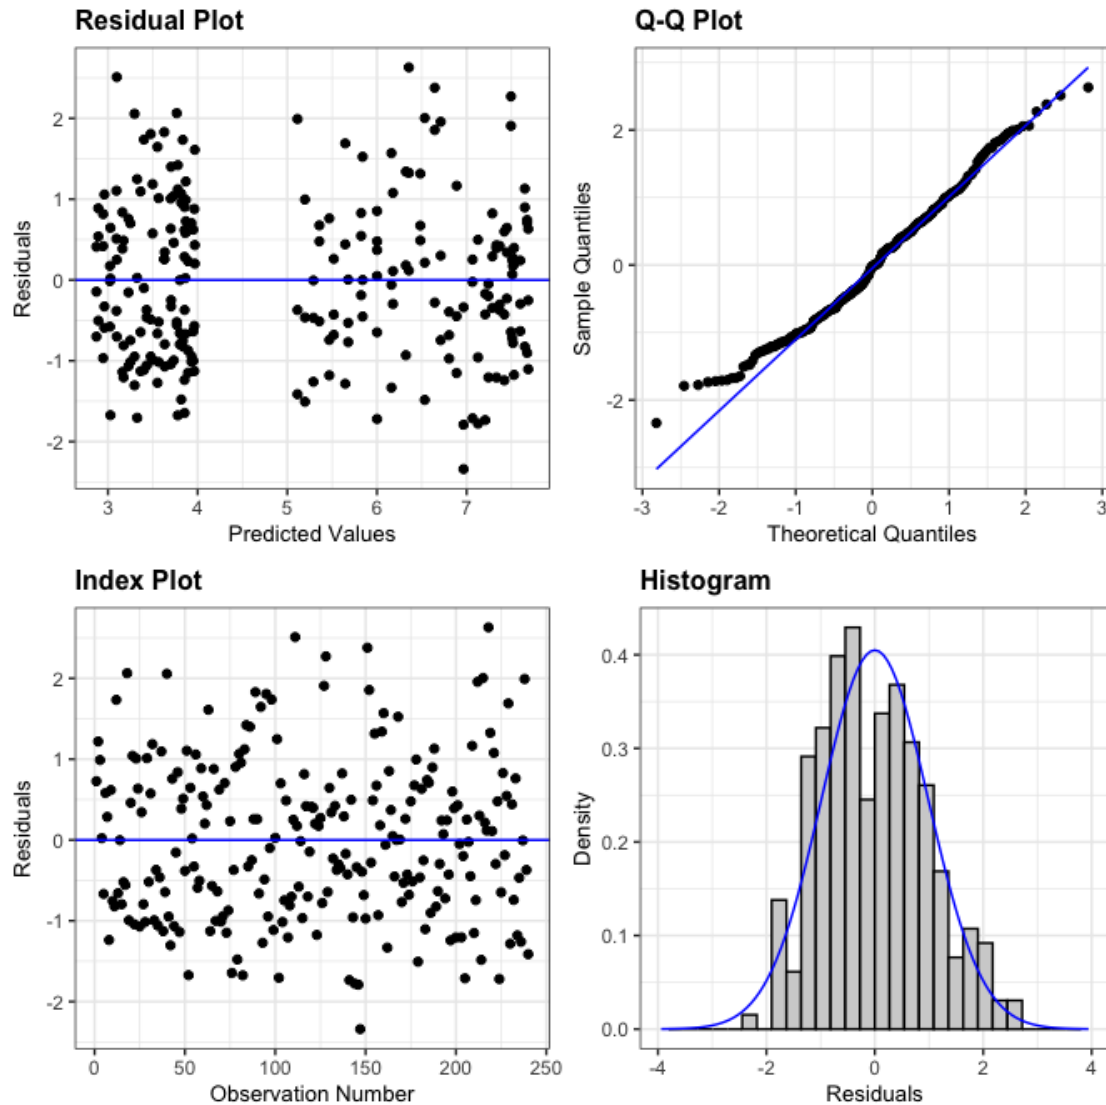 Residual Plot
2
1
0
-1
-2
Residuals
3 4 5 6 7
Predicted Values
Q-Q Plot
2
0
-2
Sample Quantiles
-3 -2 -1 0 1 2 3
Theoretical Quantiles
Index Plot
2
1
0
-1
-2
Residuals
0 50 100 150 200 250
Observation Number
Histogram
0.4
0.3
0.2
0.1
0.0
Density
-4 -2 0 2 4
Residuals